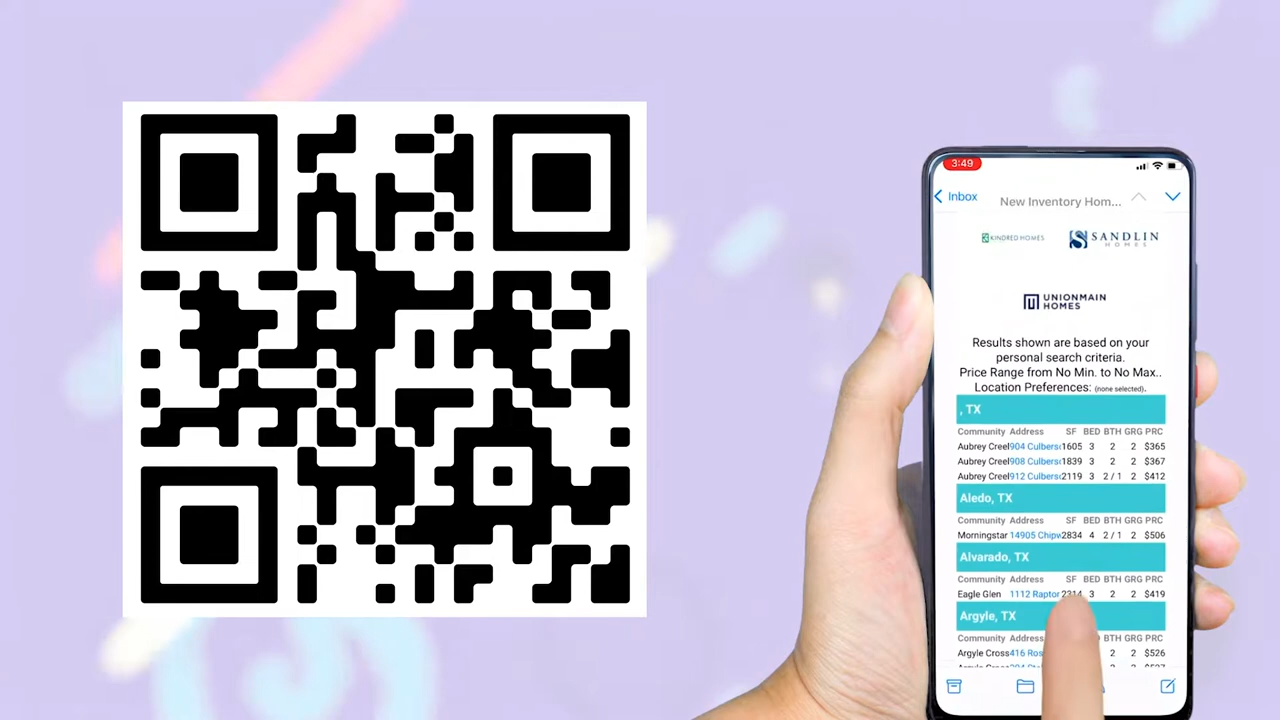 3:49
Inbox
New Inventory Hom...
KINDRED HOMES
SANDLIN
HOMES
UNIONMAIN
HOMES
Results shown are based on your
personal search criteria.
Price Range from No Min. to No Max..
Location Preferences: (none selected).
, TX
Community Address SF BED BTH GRG PRC
Aubrey Creel 904 Culbers 1605 3 2 2 $365
Aubrey Creel 908 Culbers 1839 3 2 2 $367
Aubrey Creel 912 Culbers 2119 3 2 / 1 2 $412
Aledo, TX
Community Address SF BED BTH GRG PRC
Morningstar 14905 Chipw 2834 4 2 / 1 2 $506
Alvarado, TX
Community Address SF BED BTH GRG PRC
Eagle Glen 1112 Raptor 2314 3 2 2 $419
Argyle, TX
Community Address BTH GRG PRC
Argyle Cross 416 Ros 2 2 $526